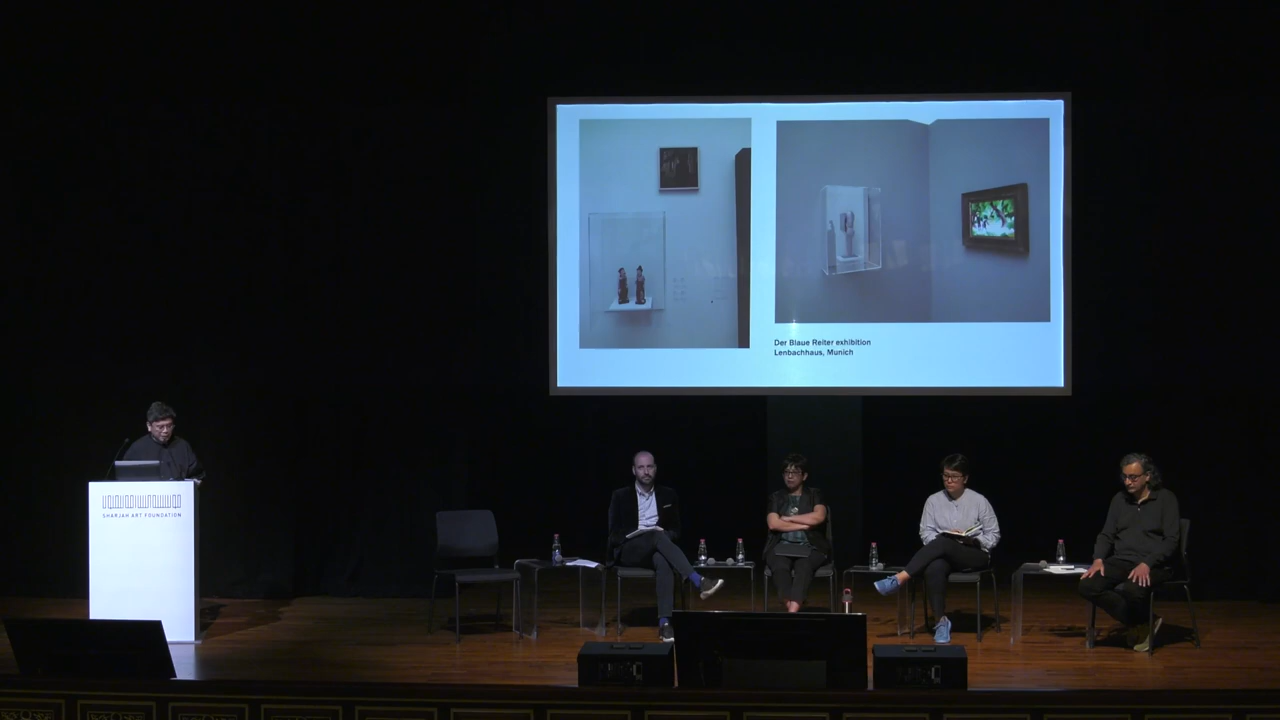 Der Blaue Reiter exhibition
Lenbachhaus, Munich
SHARJAH ART FOUNDATION